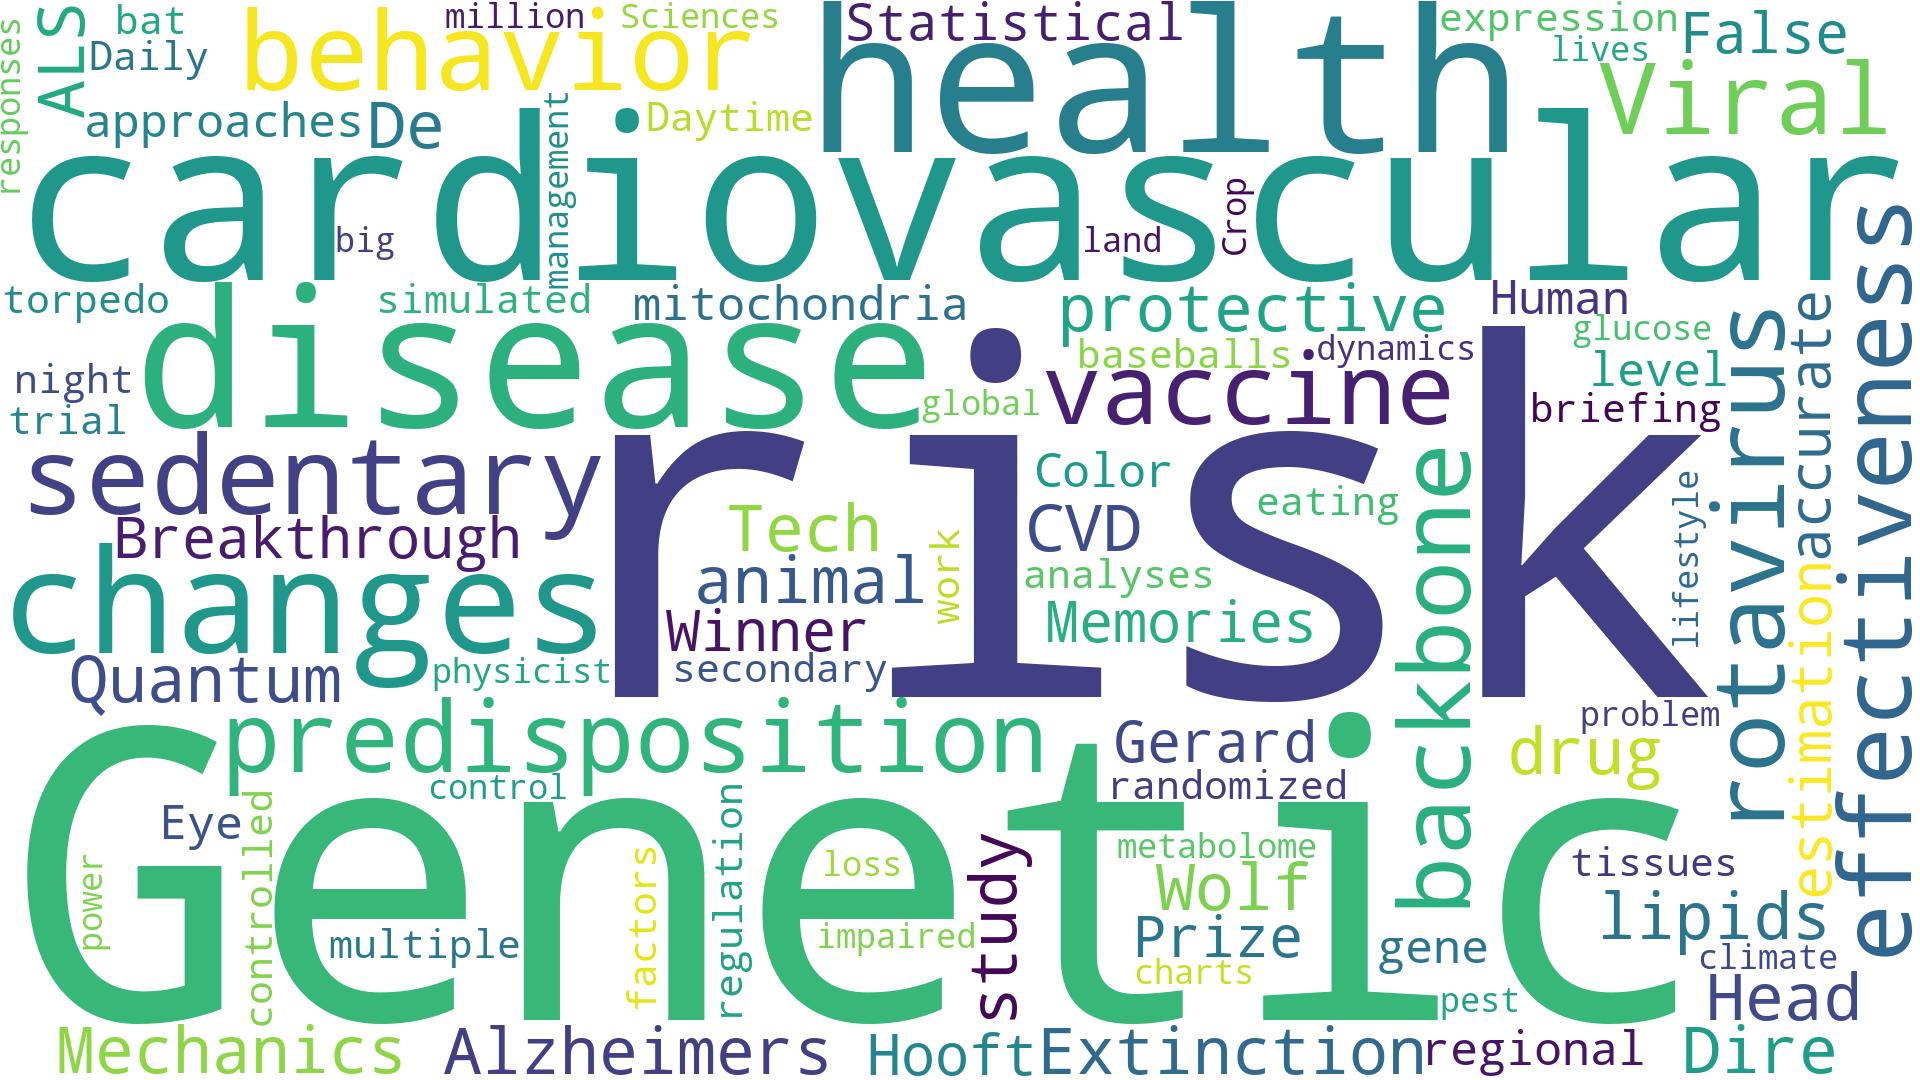 responses
ALS
bat
Daily
behavior
million
Sciences
health
Statistical
expression
lives
False
Viral
approaches
De
management
Daytime
cardiovascular
big
land
Crop
torpedo
simulated
mitochondria
protective
Human
glucose
disease
night
trial
global
baseballs
dynamics
vaccine
level
briefing
rotavirus
accurate
effectiveness
sedentary
risk
Color
eating
CVD
backbone
lifestyle
Breakthrough
Tech
changes
animal
work
analyses
Memories
Winner
secondary
Quantum
physicist
estimation
predisposition
Gerard
problem
drug
control
randomized
Genetic
Eye
controlled
power
multiple
factors
regulation
loss
impaired
study
metabolome
Wolf
Prize
charts
gene
tissues
lipids
climate
pest
Head
Mechanics
Alzheimers
Hooft
Extinction
regional
Dire